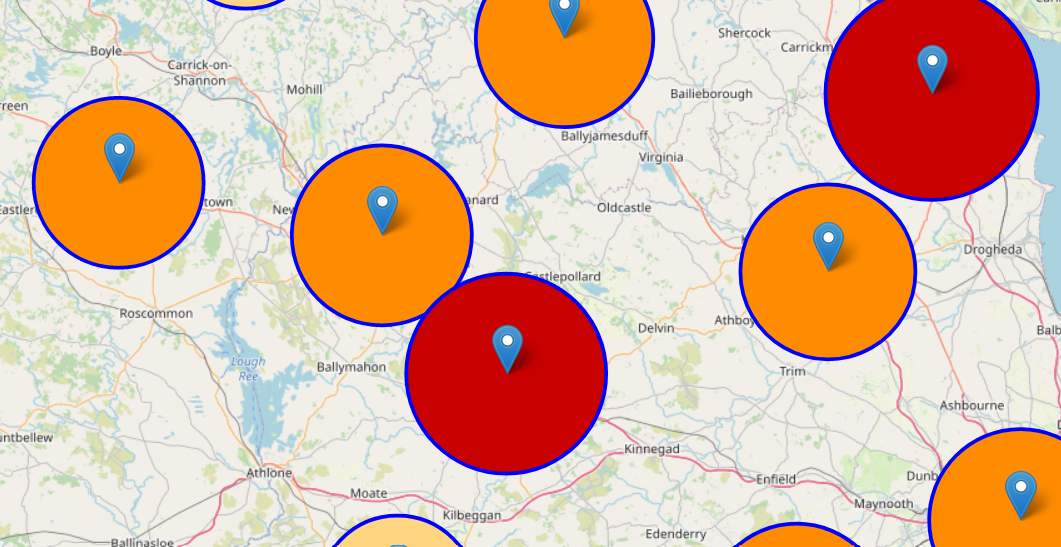 Shercock
Carrickm
Boyle
Carrick-on-
Shannon
Mohill
Bailieborough
reen
Ballyjamesduff
Virginia
town
anard
Oldcastle
Eastler
New
Drogheda
Castlepollard
Roscommon
Athboy
Delvin
Balb
Lough
Ree
Ballymahon
Trim
Ashbourne
untbellew
Kinnegad
Athlone
Enfield
Dunb
Moate
Maynooth
Kilbeggan
Edenderry
Ballinasloe